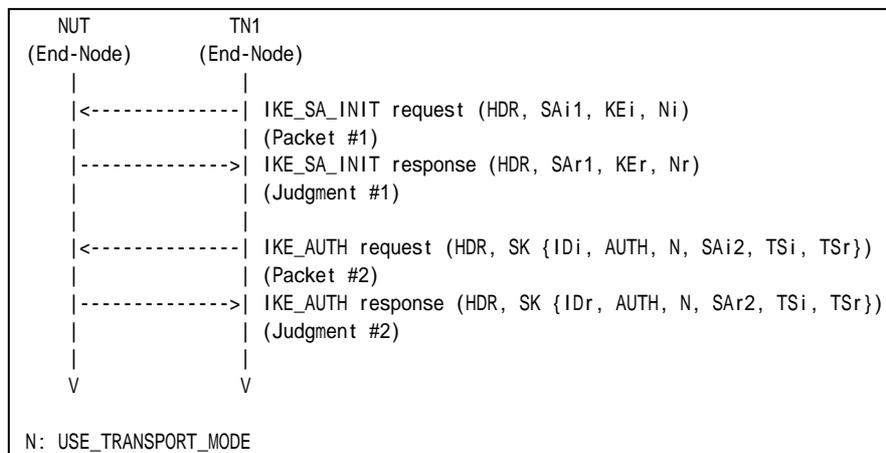 NUT TN1
(End-Node) (End-Node)
| |
|<--------------| IKE_SA_INIT request (HDR, SAi1, KEi, Ni)
| | (Packet #1)
|-------------->| IKE_SA_INIT response (HDR, SAr1, KEr, Nr)
| | (Judgment #1)
| |
|<--------------| IKE_AUTH request (HDR, SK {IDi, AUTH, N, SAi2, TSi, TSr})
| | (Packet #2)
|-------------->| IKE_AUTH response (HDR, SK {IDr, AUTH, N, SAr2, TSi, TSr})
| | (Judgment #2)
| |
V V
N: USE_TRANSPORT_MODE